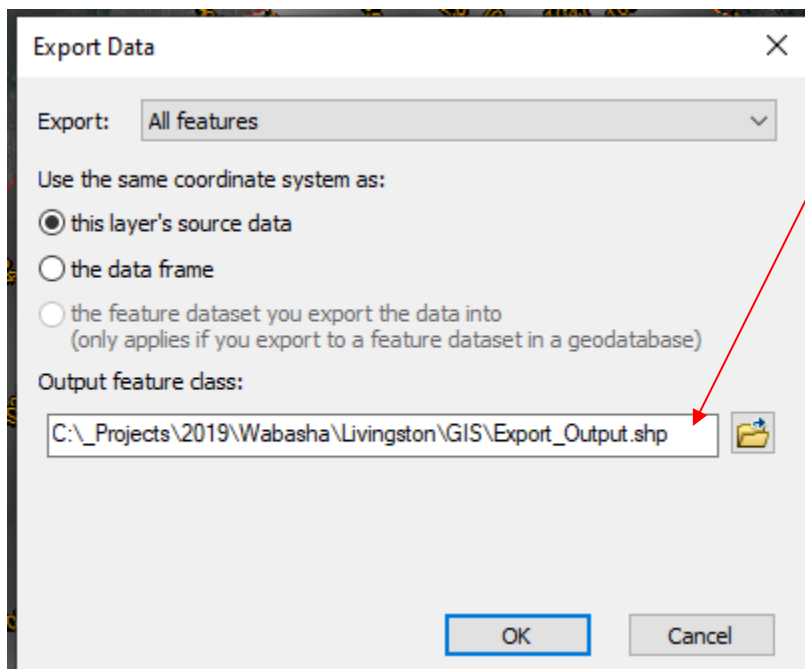 Export Data
Export: All features
Use the same coordinate system as:
this layer's source data
the data frame
the feature dataset you export the data into
(only applies if you export to a feature dataset in a geodatabase)
Output feature class:
C:\_Projects\2019\Wabasha\Livingston\GIS\Export_Output.shp
OK Cancel